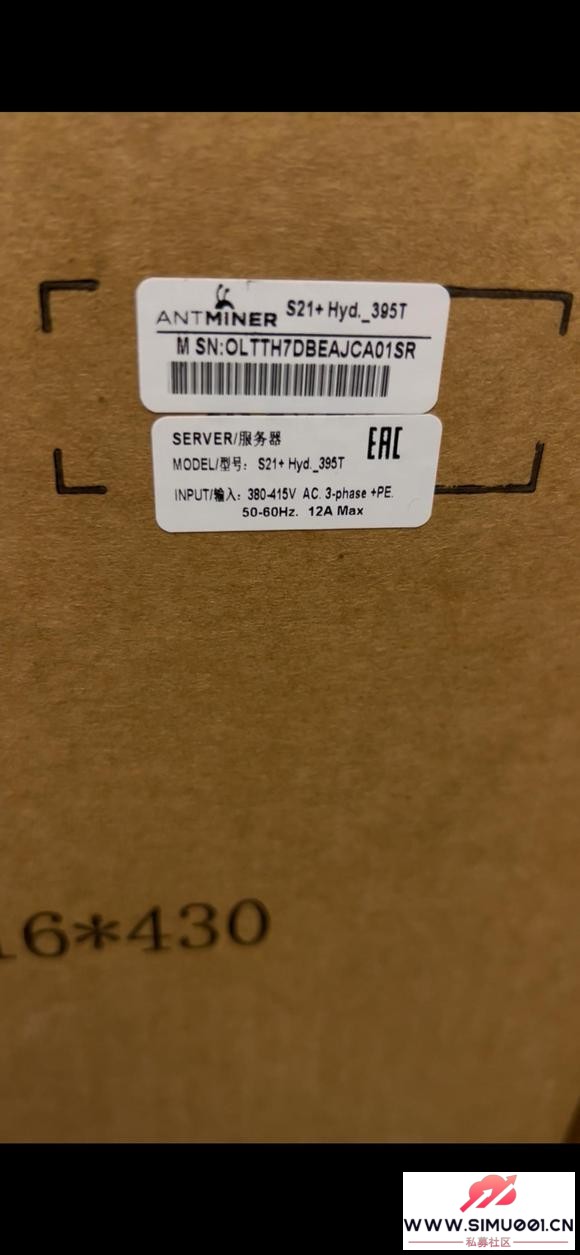 ANTMINER S21+ Hyd._395T
M SN:OLTTH7DBEAJCA01SR
SERVER/服务器
EAC
MODEL/型号: S21+ Hyd._395T
INPUT/输入: 380-415V AC. 3-phase +PE.
50-60Hz. 12A Max
16*430
WWW.SIMU001.CN
私募社区